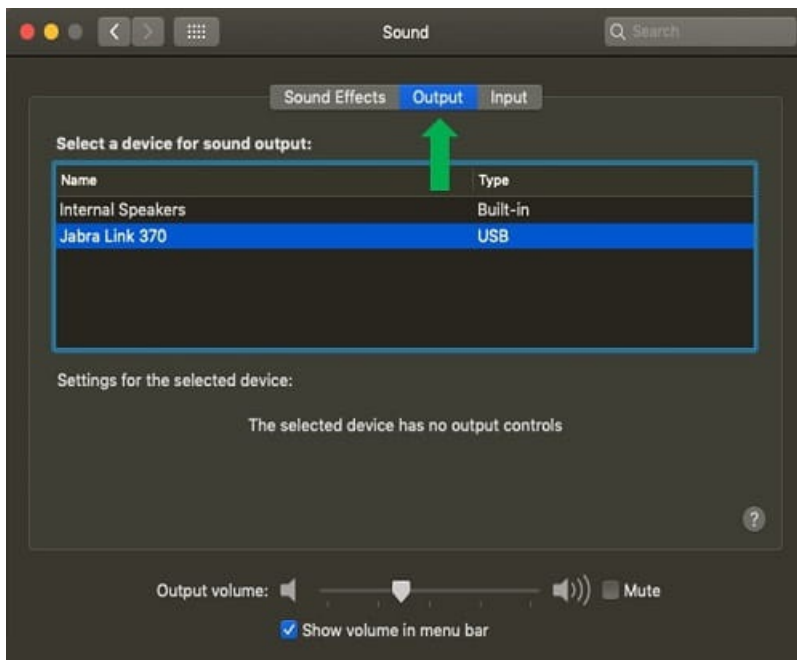 Sound
Search
Sound Effects Output Input
Select a device for sound output:
Name Type
Internal Speakers Built-in
Jabra Link 370 USB
Settings for the selected device:
The selected device has no output controls
?
Output volume: Mute
Show volume in menu bar